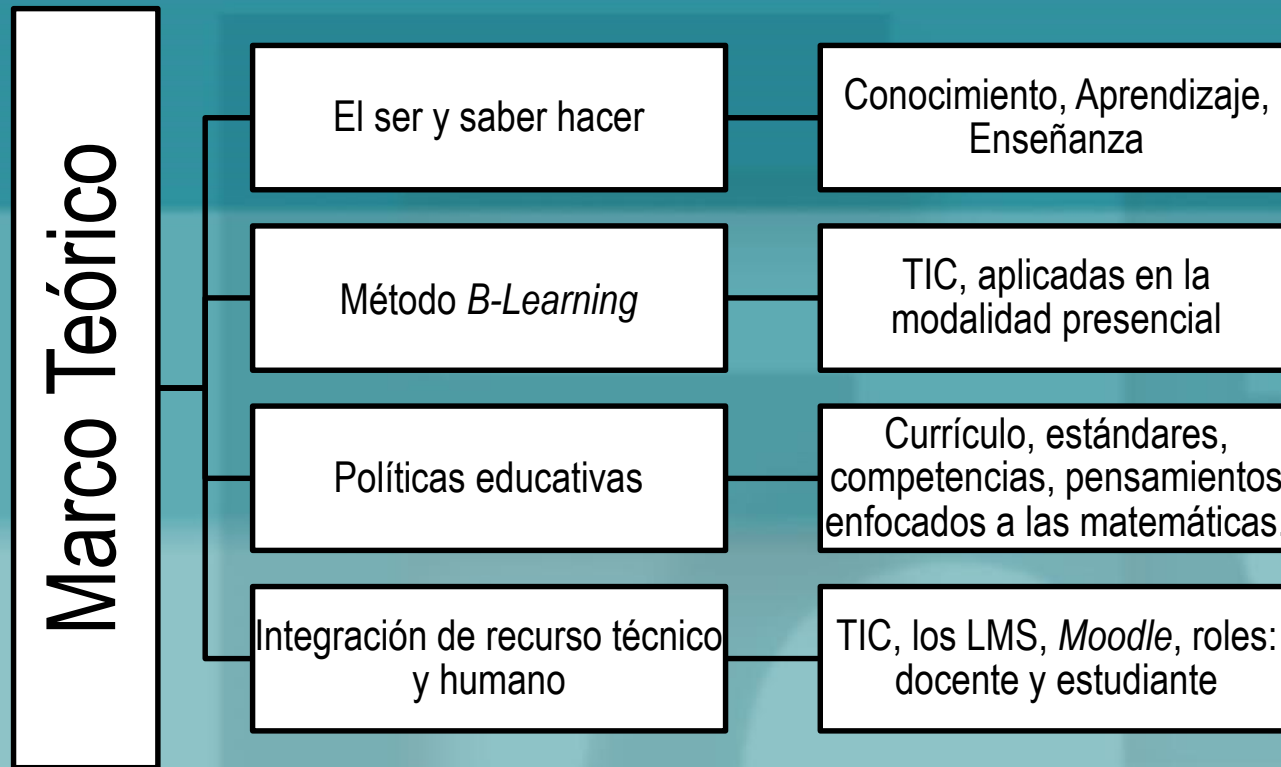 Marco Teórico
El ser y saber hacer
Conocimiento, Aprendizaje,
Enseñanza
Método B-Learning
TIC, aplicadas en la
modalidad presencial
Políticas educativas
Currículo, estándares,
competencias, pensamientos
enfocados a las matemáticas.
Integración de recurso técnico
y humano
TIC, los LMS, Moodle, roles:
docente y estudiante